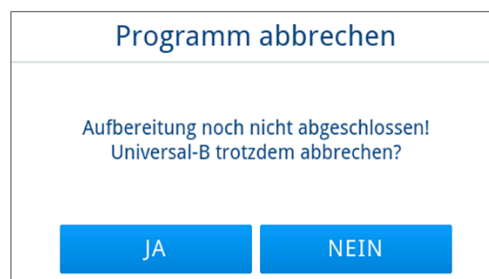 Programm abbrechen
Aufbereitung noch nicht abgeschlossen!
Universal-B trotzdem abbrechen?
JA
NEIN